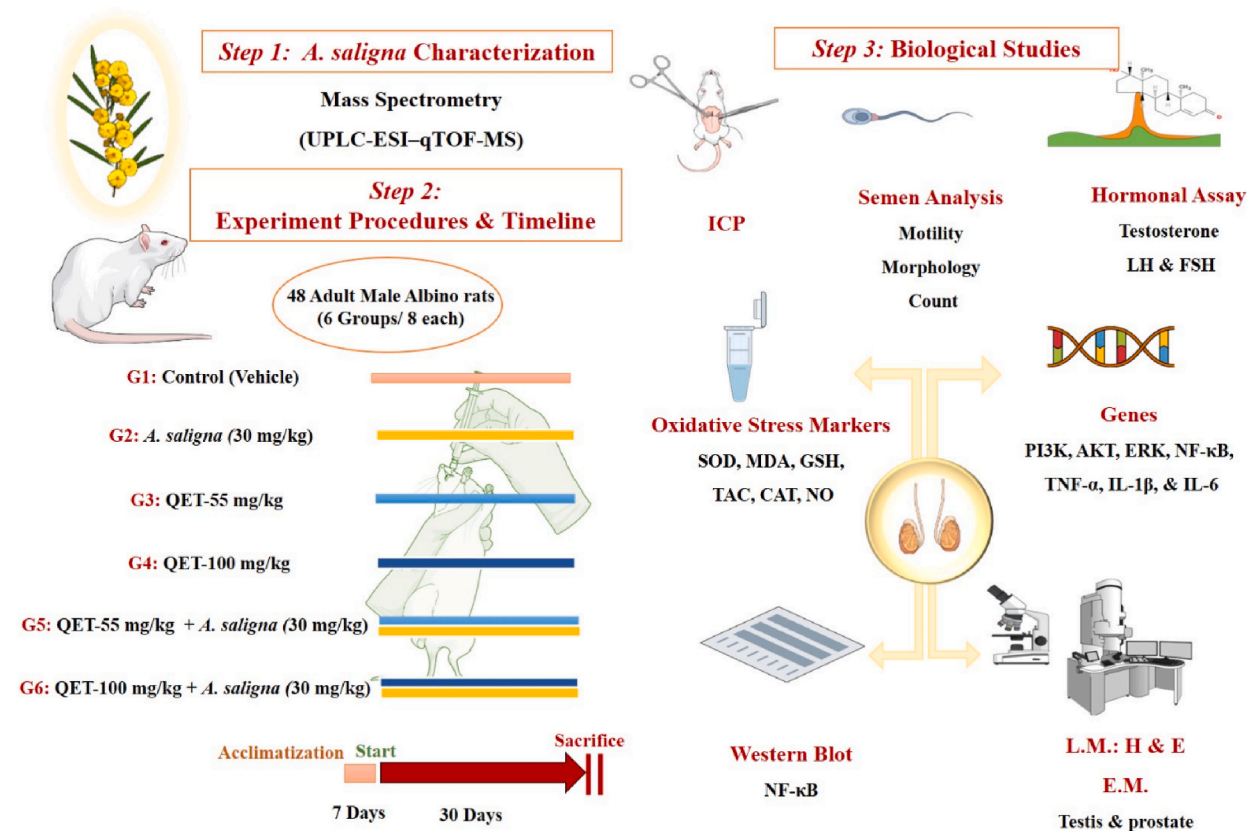 Step 1: A. saligna Characterization
Mass Spectrometry
(UPLC-ESI–qTOF-MS)
Step 2:
Experiment Procedures & Timeline
48 Adult Male Albino rats
(6 Groups/ 8 each)
G1: Control (Vehicle)
G2: A. saligna (30 mg/kg)
G3: QET-55 mg/kg
G4: QET-100 mg/kg
G5: QET-55 mg/kg + A. saligna (30 mg/kg)
G6: QET-100 mg/kg + A. saligna (30 mg/kg)
Acclimatization Start
Sacrifice
7 Days
30 Days
Step 3: Biological Studies
ICP
Semen Analysis
Motility
Morphology
Count
CH₃
CH₃
H
H
H
Hormonal Assay
Testosterone
LH & FSH
Oxidative Stress Markers
SOD, MDA, GSH,
TAC, CAT, NO
Genes
PI3K, AKT, ERK, NF-κB,
TNF-α, IL-1β, & IL-6
Western Blot
NF-κB
L.M.: H & E
E.M.
Testis & prostate